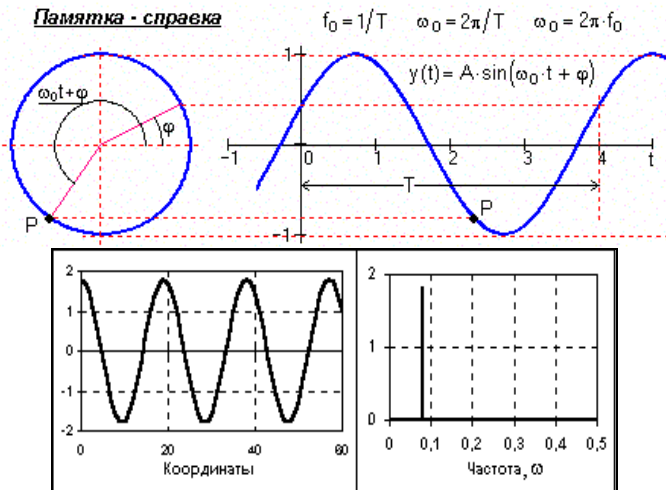 Памятка - справка f₀ = 1/T ω₀ = 2π/T ω₀ = 2π·f₀
1
y(t) = A·sin(ω₀·t + φ)
ω₀t+φ
φ
-1 0 1 2 3 4 t
T
P P
-1
2 2
1
1
0
-1
-2 0
0 20 40 60 0 0,1 0,2 0,3 0,4 0,5
Координаты Частота, ω